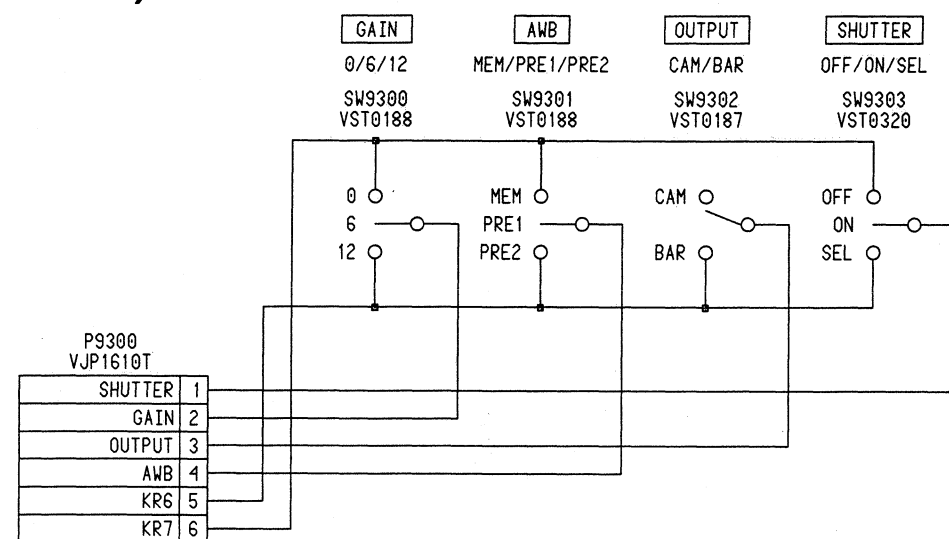 GAIN AWB OUTPUT SHUTTER
0/6/12 MEM/PRE1/PRE2 CAM/BAR OFF/ON/SEL
SW9300 SW9301 SW9302 SW9303
VST0188 VST0188 VST0187 VST0320
0 MEM CAM OFF
6 PRE1 ON
12 PRE2 BAR SEL
P9300
VJP1610T
SHUTTER 1
GAIN 2
OUTPUT 3
AWB 4
KR6 5
KR7 6